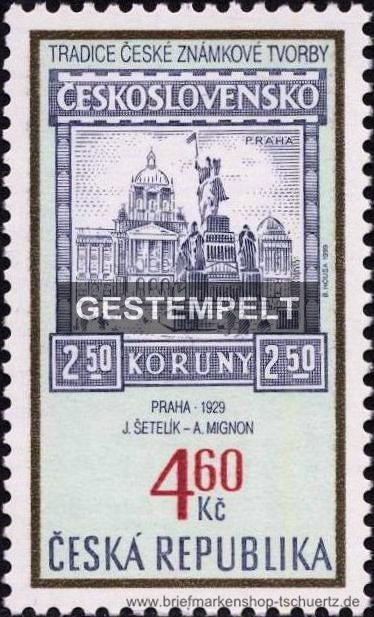 TRADICE ČESKÉ ZNÁMKOVÉ TVORBY
ČESKOSLOVENSKO
PRAHA
GESTEMPELT
B. HOUSA 1999
2 50 KORUNY 2 50
PRAHA · 1929
J. ŠETELÍK – A. MIGNON
4 60
Kč
ČESKÁ REPUBLIKA
www.briefmarkenshop-tschuertz.de